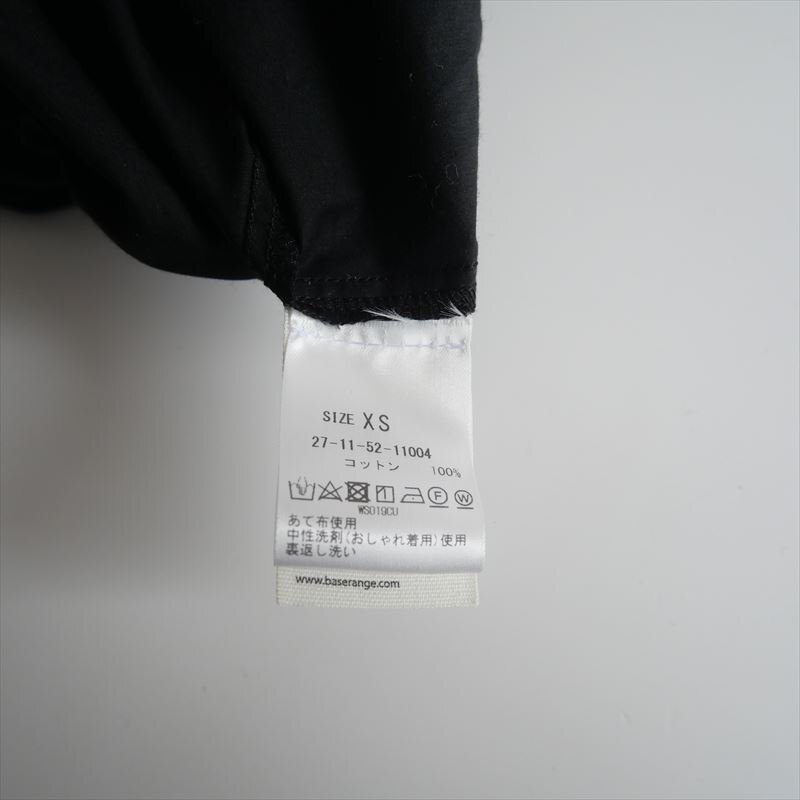 SIZE XS
27-11-52-11004
コットン 100%
F W
WS019CU
あて布使用
中性洗剤(おしゃれ着用)使用
裏返し洗い
www.baserange.com